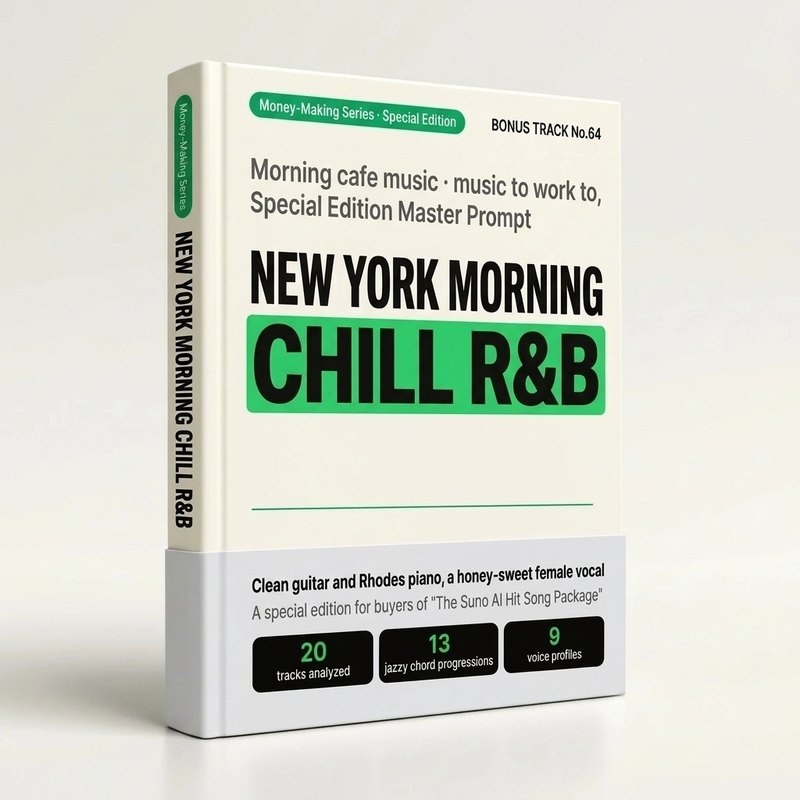 Money-Making Series
NEW YORK MORNING CHILL R&B
Money-Making Series · Special Edition
BONUS TRACK No.64
Morning cafe music · music to work to,
Special Edition Master Prompt
NEW YORK MORNING
CHILL R&B
Clean guitar and Rhodes piano, a honey-sweet female vocal
A special edition for buyers of "The Suno AI Hit Song Package"
20
tracks analyzed
13
jazzy chord progressions
9
voice profiles